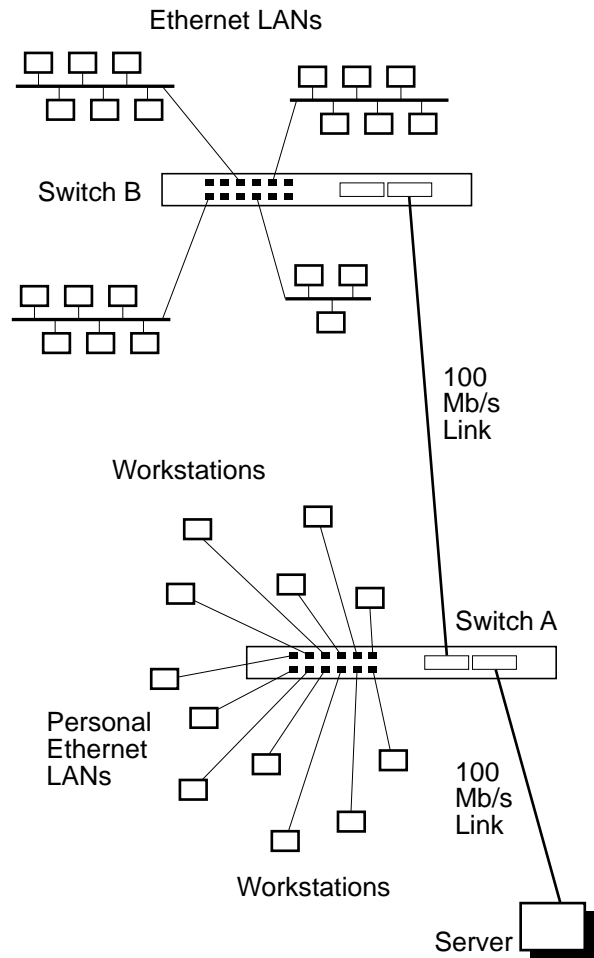 Ethernet LANs
Switch B
100
Mb/s
Link
Workstations
Switch A
Personal
Ethernet
LANs
100
Mb/s
Link
Workstations
Server